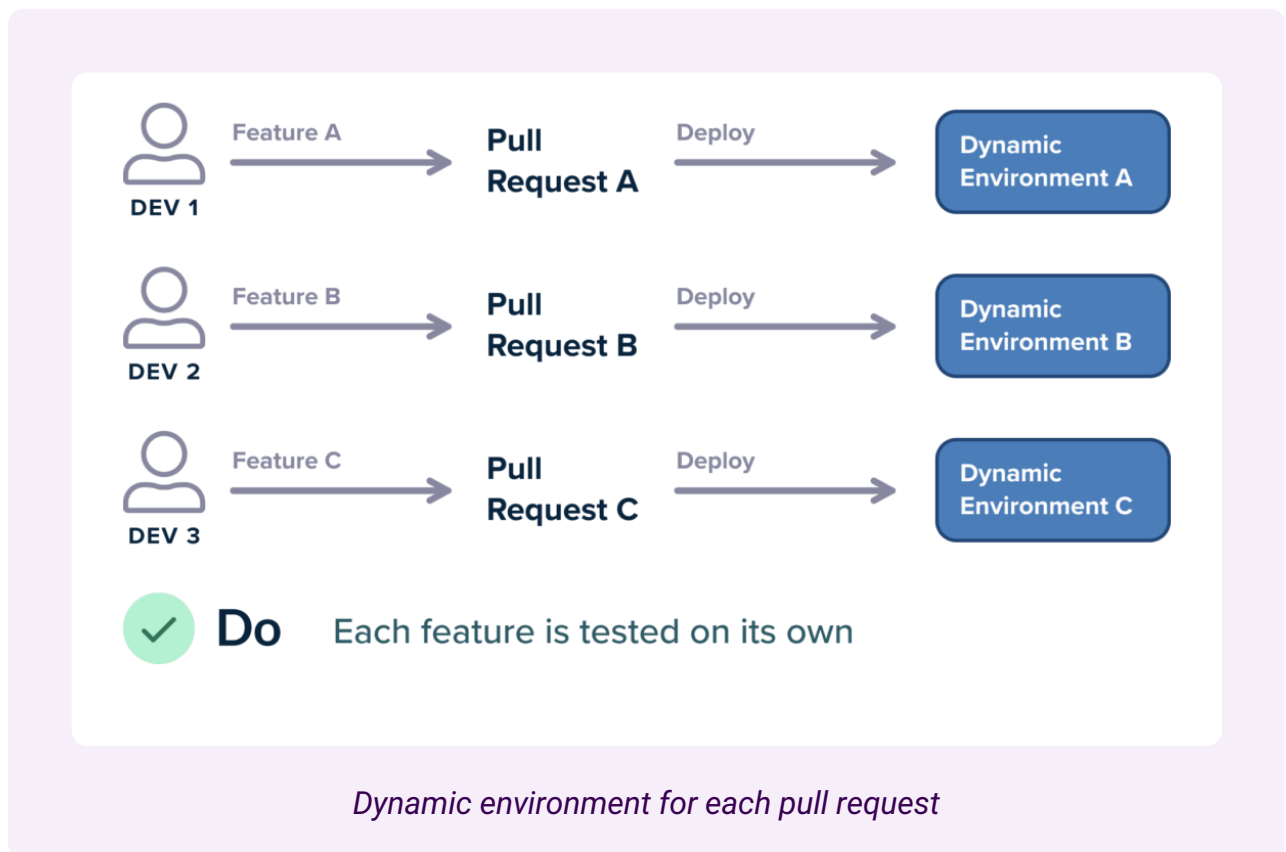 Feature A
Pull
Request A
Deploy
Dynamic
Environment A
DEV 1
Feature B
Pull
Request B
Deploy
Dynamic
Environment B
DEV 2
Feature C
Pull
Request C
Deploy
Dynamic
Environment C
DEV 3
Do
Each feature is tested on its own
Dynamic environment for each pull request